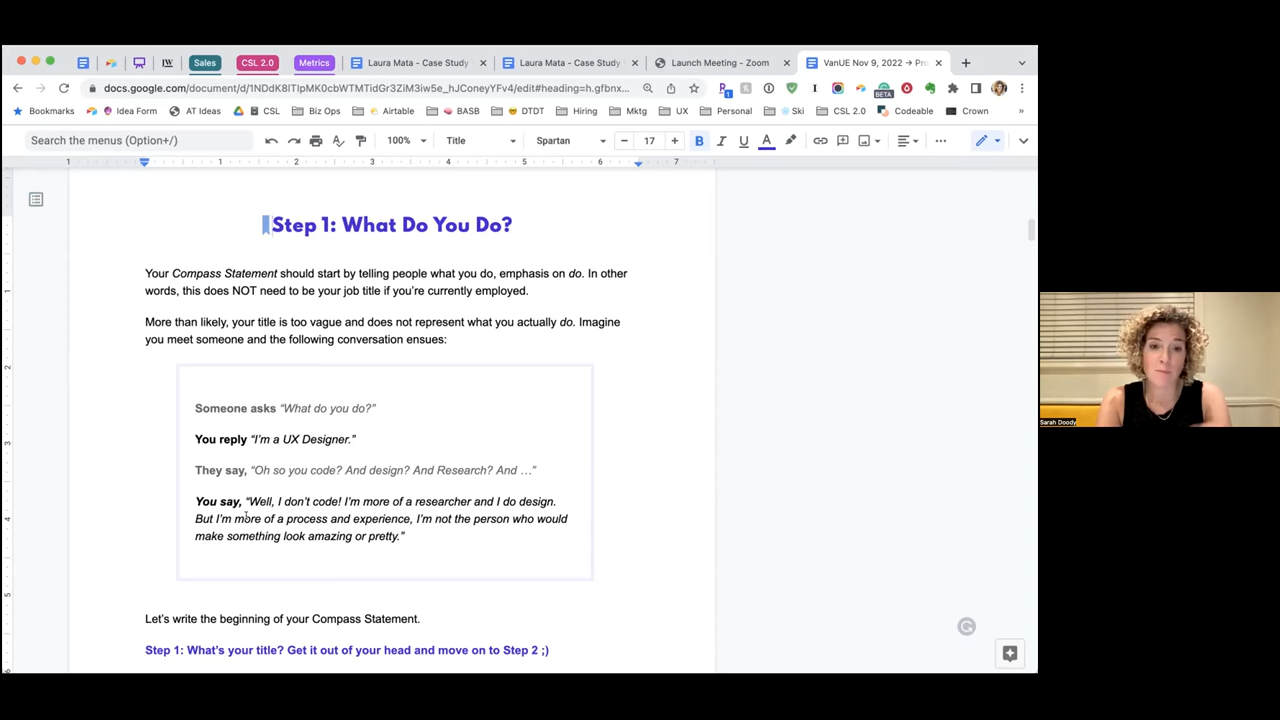 Sales
CSL 2.0
Metrics
Laura Mata - Case Study
Laura Mata - Case Study
Launch Meeting - Zoom
VanUE Nov 9, 2022 → Pro
docs.google.com/document/d/1NDdK8lTIpMK0cbWTMTidGr3ZiM3iw5e_hJConeyYFv4/edit#heading=h.gfbnx...
BETA
Bookmarks
Idea Form
AT Ideas
CSL
Biz Ops
Airtable
BASB
DTDT
Hiring
Mktg
UX
Personal
Ski
CSL 2.0
Codeable
Crown
Search the menus (Option+/)
100%
Title
Spartan
17
Step 1: What Do You Do?
Your Compass Statement should start by telling people what you do, emphasis on do. In other
words, this does NOT need to be your job title if you're currently employed.
More than likely, your title is too vague and does not represent what you actually do. Imagine
you meet someone and the following conversation ensues:
Someone asks “What do you do?”
You reply “I'm a UX Designer.”
They say, “Oh so you code? And design? And Research? And …”
You say, “Well, I don't code! I'm more of a researcher and I do design.
But I'm more of a process and experience, I'm not the person who would
make something look amazing or pretty.”
Let's write the beginning of your Compass Statement.
Step 1: What's your title? Get it out of your head and move on to Step 2 ;)
Sarah Doody